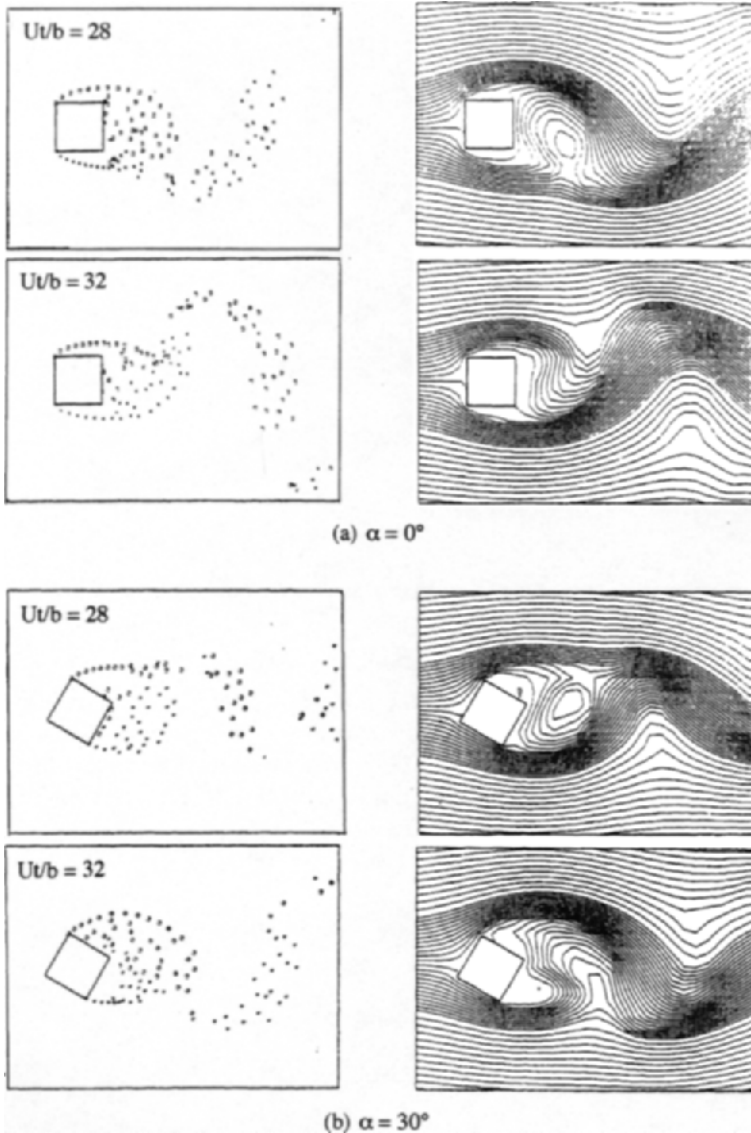 Ut/b = 28
Ut/b = 32
(a) α = 0°
Ut/b = 28
Ut/b = 32
(b) α = 30°